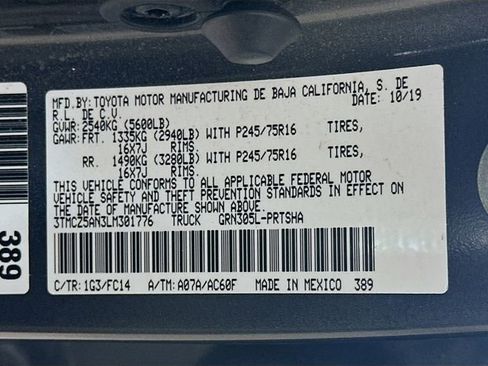 MFD.BY:TOYOTA MOTOR MANUFACTURING DE BAJA CALIFORNIA, S. DE
R.L. DE C.V. DATE: 10/19
GVWR: 2540KG (5600LB)
GAWR:FRT. 1335KG (2940LB) WITH P245/75R16 TIRES,
16X7J RIMS.
RR. 1490KG (3280LB) WITH P245/75R16 TIRES,
16X7J RIMS.
THIS VEHICLE CONFORMS TO ALL APPLICABLE FEDERAL MOTOR
VEHICLE SAFETY AND THEFT PREVENTION STANDARDS IN EFFECT ON
THE DATE OF MANUFACTURE SHOWN ABOVE.
3TMCZ5AN3LM301776 TRUCK GRN305L-PRTSHA
C/TR: 1G3/FC14 A/TM: A07A/AC60F MADE IN MEXICO 389
389